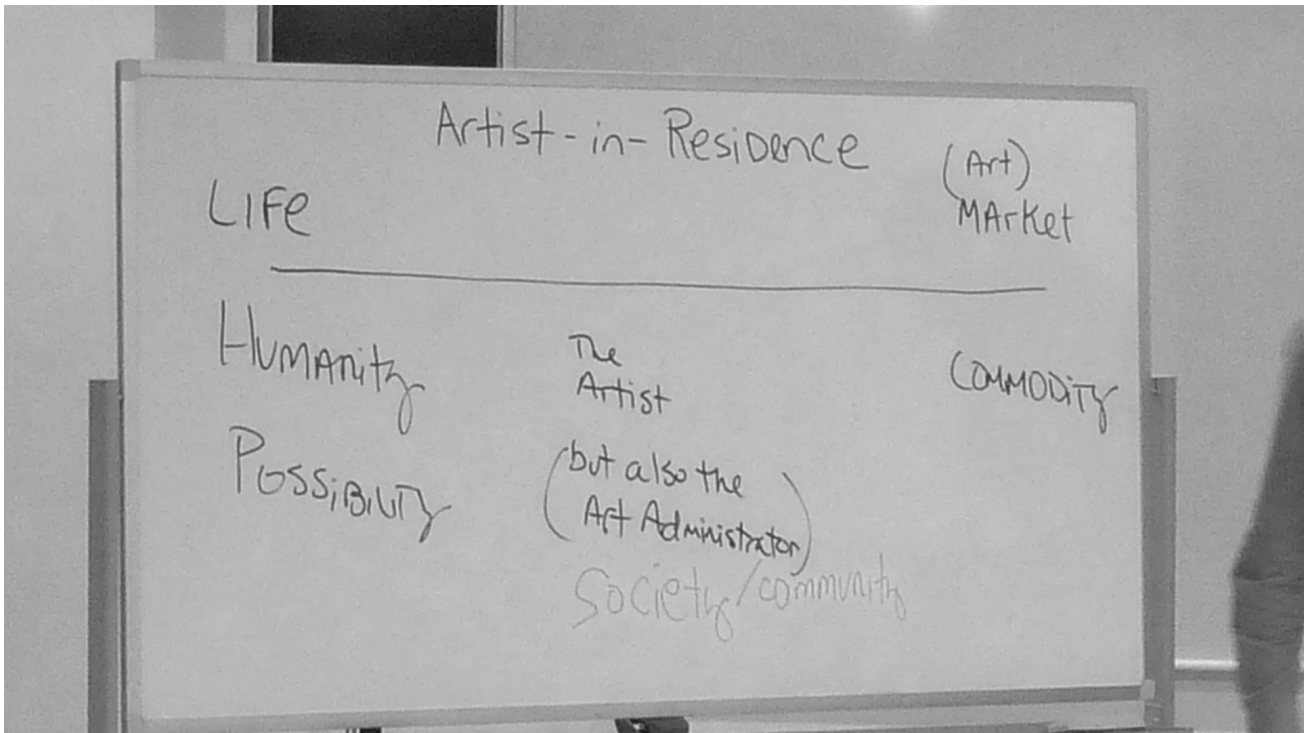 Artist-in-Residence
(Art)
Market
Life
Humanity
The
Artist
Commodity
Possibility
(but also the
Art Administrator)
Society/community